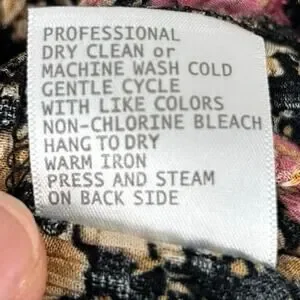 PROFESSIONAL
DRY CLEAN or
MACHINE WASH COLD
GENTLE CYCLE
WITH LIKE COLORS
NON-CHLORINE BLEACH
HANG TO DRY
WARM IRON
PRESS AND STEAM
ON BACK SIDE